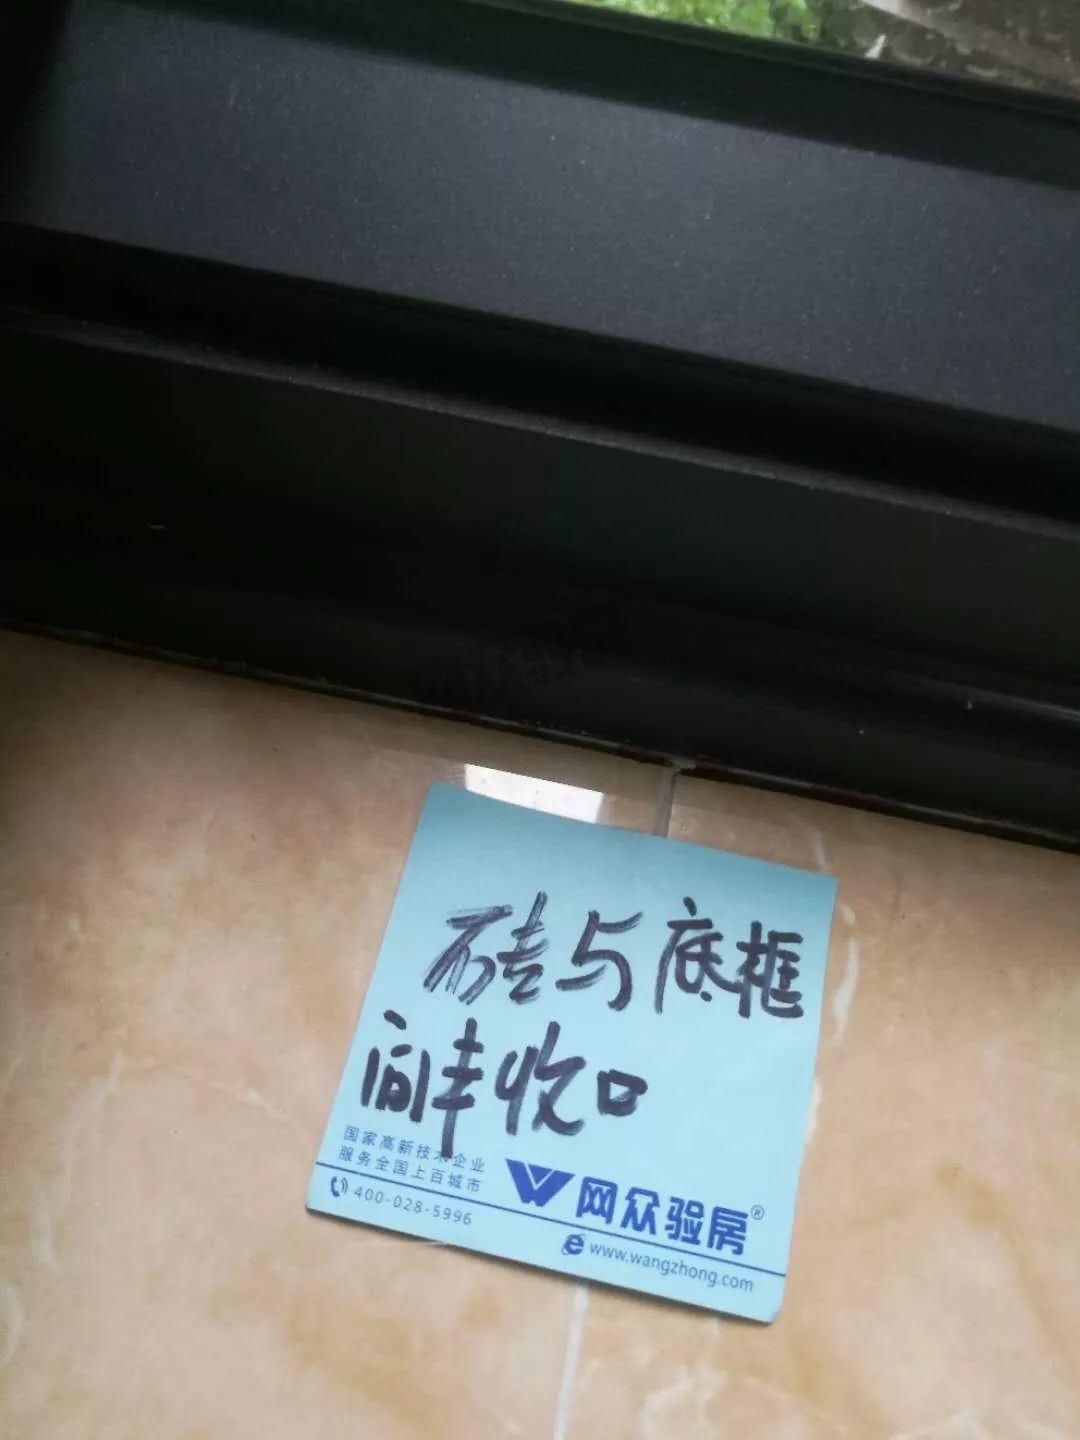 砖与底框
间未收口
国家高新技术企业
服务全国上百城市
400-028-5996
网众验房®
www.wangzhong.com